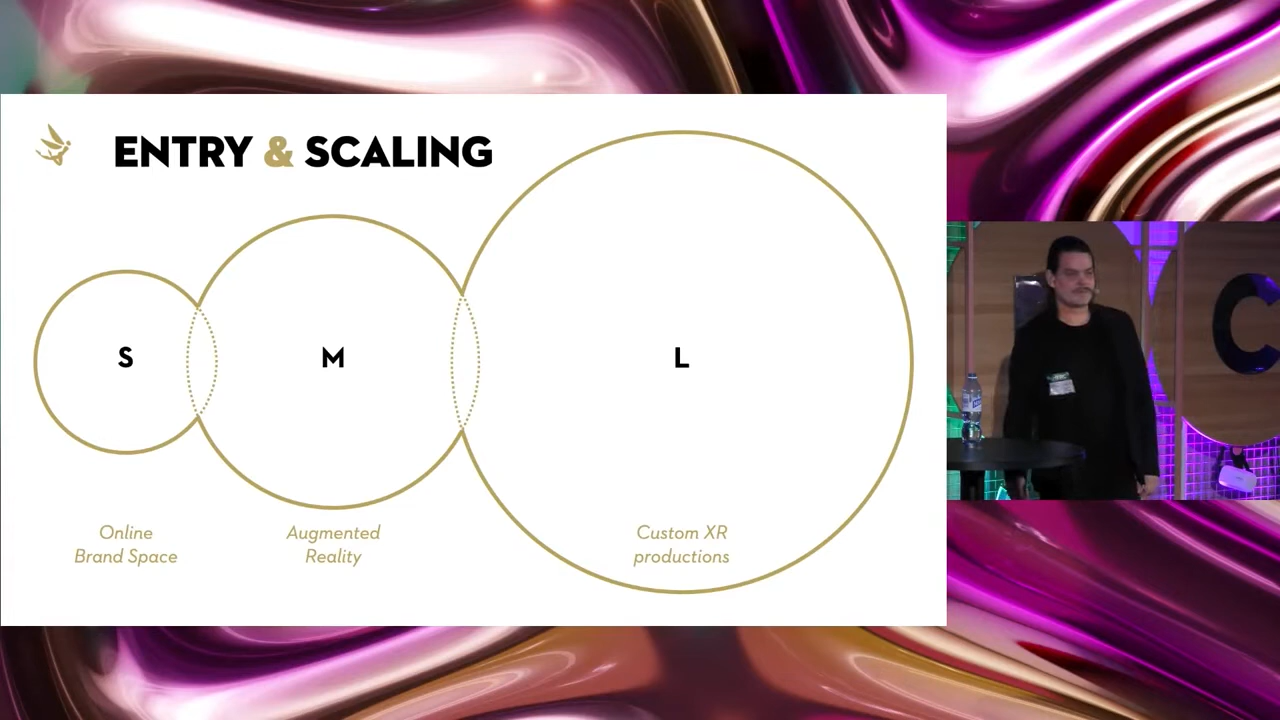 ENTRY & SCALING
S
M
L
Online
Brand Space
Augmented
Reality
Custom XR
productions
C